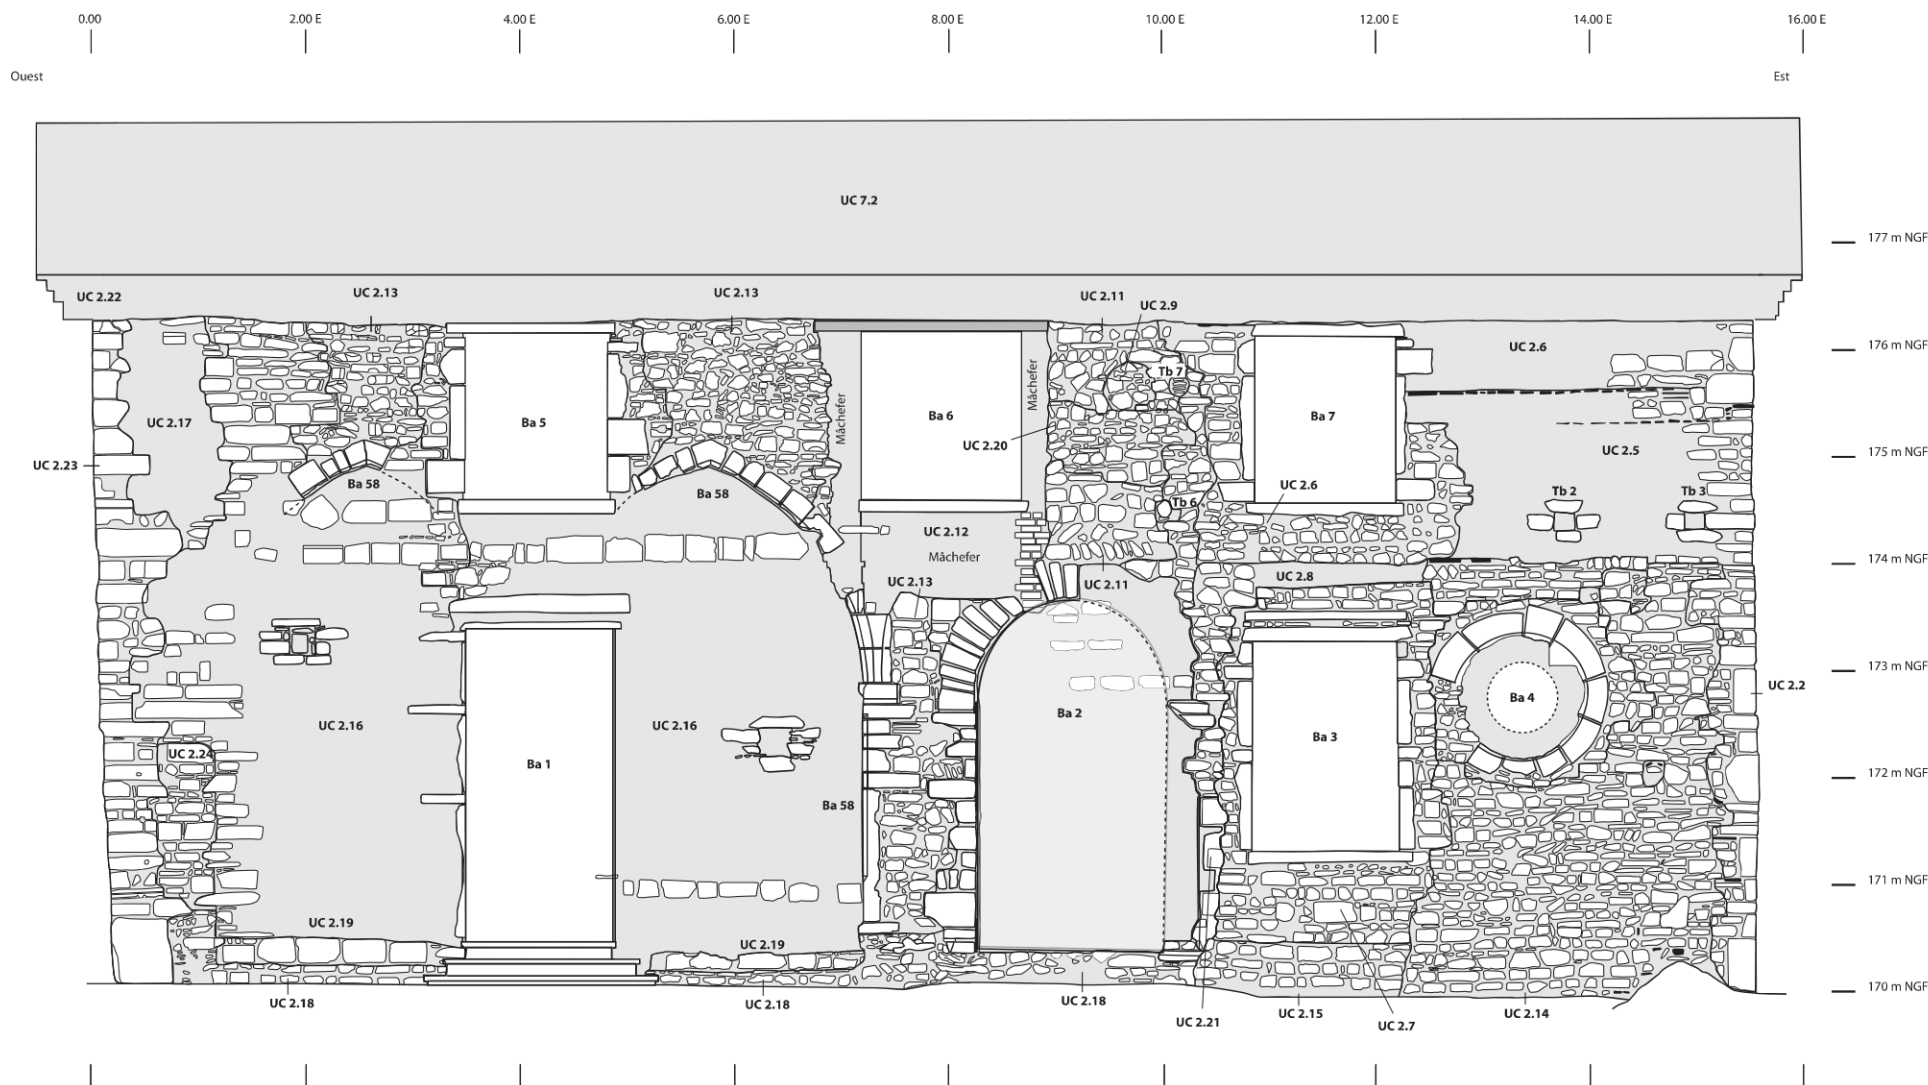 0.00 2.00 E 4.00 E 6.00 E 8.00 E 10.00 E 12.00 E 14.00 E 16.00 E
Ouest Est
UC 7.2
177 m NGF
UC 2.22 UC 2.13 UC 2.13 UC 2.11
UC 2.9
176 m NGF
UC 2.6
Tb 7
Mâchefer
Mâchefer
UC 2.17 Ba 5 Ba 6 Ba 7
UC 2.20
UC 2.5
175 m NGF
UC 2.23
Ba 58 Ba 58 UC 2.6
Tb 2 Tb 3
Tb 6
UC 2.12
Mâchefer
174 m NGF
UC 2.13 UC 2.11 UC 2.8
173 m NGF
UC 2.2
Ba 4
UC 2.16 UC 2.16 Ba 2
Ba 3
UC 2.24
Ba 1
172 m NGF
Ba 58
171 m NGF
UC 2.19
UC 2.19
170 m NGF
UC 2.18 UC 2.18 UC 2.18
UC 2.21 UC 2.15 UC 2.7 UC 2.14